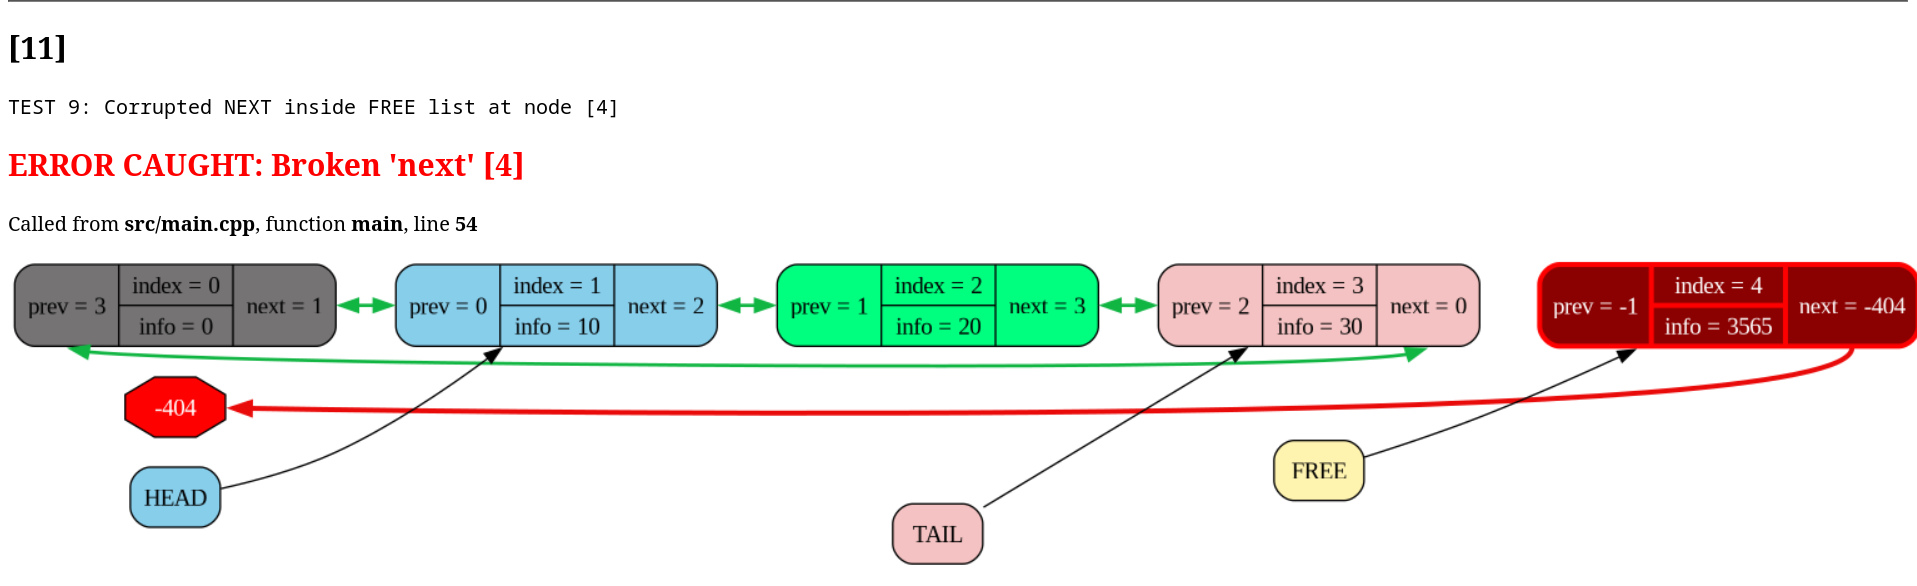 [11]
TEST 9: Corrupted NEXT inside FREE list at node [4]
ERROR CAUGHT: Broken 'next' [4]
Called from src/main.cpp, function main, line 54
prev = 3
index = 0
info = 0
next = 1
prev = 0
index = 1
info = 10
next = 2
prev = 1
index = 2
info = 20
next = 3
prev = 2
index = 3
info = 30
next = 0
prev = -1
index = 4
info = 3565
next = -404
-404
HEAD
TAIL
FREE